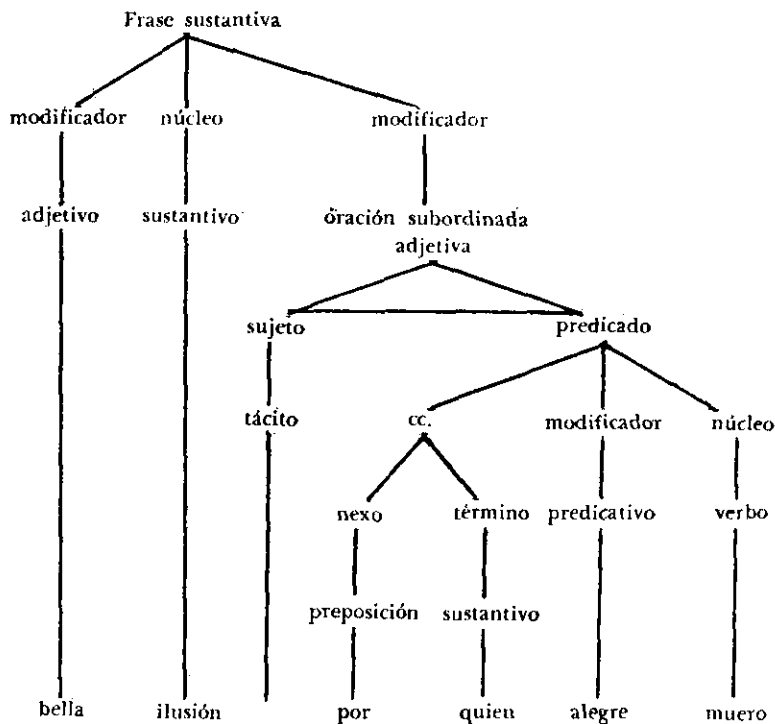 Frase sustantiva
modificador núcleo modificador
adjetivo sustantivo oración subordinada
adjetiva
sujeto predicado
tácito cc. modificador núcleo
nexo término predicativo verbo
preposición sustantivo
bella ilusión por quien alegre muero